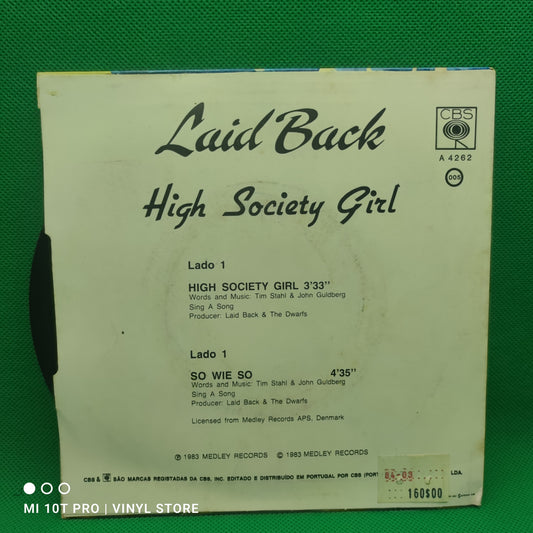 Laid Back
CBS
A 4262
005
High Society Girl
Lado 1
HIGH SOCIETY GIRL 3'33"
Words and Music: Tim Stahl & John Guldberg
Sing A Song
Producer: Laid Back & The Dwarfs
Lado 1
SO WIE SO 4'35"
Words and Music: Tim Stahl & John Guldberg
Sing A Song
Producer: Laid Back & The Dwarfs
Licensed from Medley Records APS, Denmark
℗ 1983 MEDLEY RECORDS © 1983 MEDLEY RECORDS
CBS & SÃO MARCAS REGISTADAS DA CBS, INC. EDITADO E DISTRIBUÍDO EM PORTUGAL POR CBS (PORT LDA.
84-03
160$00
MI 10T PRO | VINYL STORE